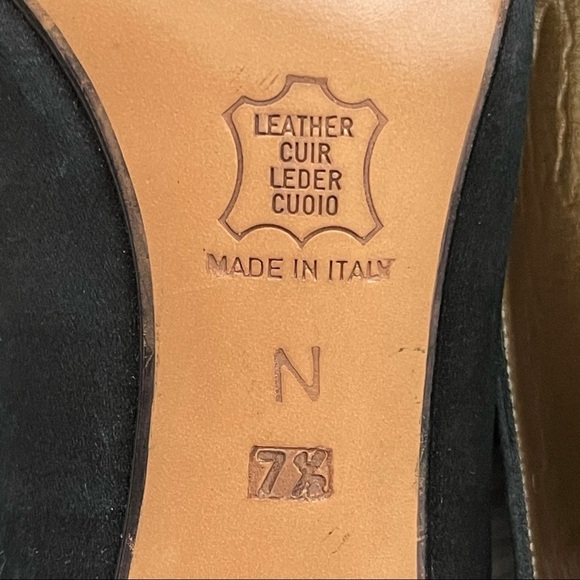 LEATHER
CUIR
LEDER
CUOIO
MADE IN ITALY
N
7½